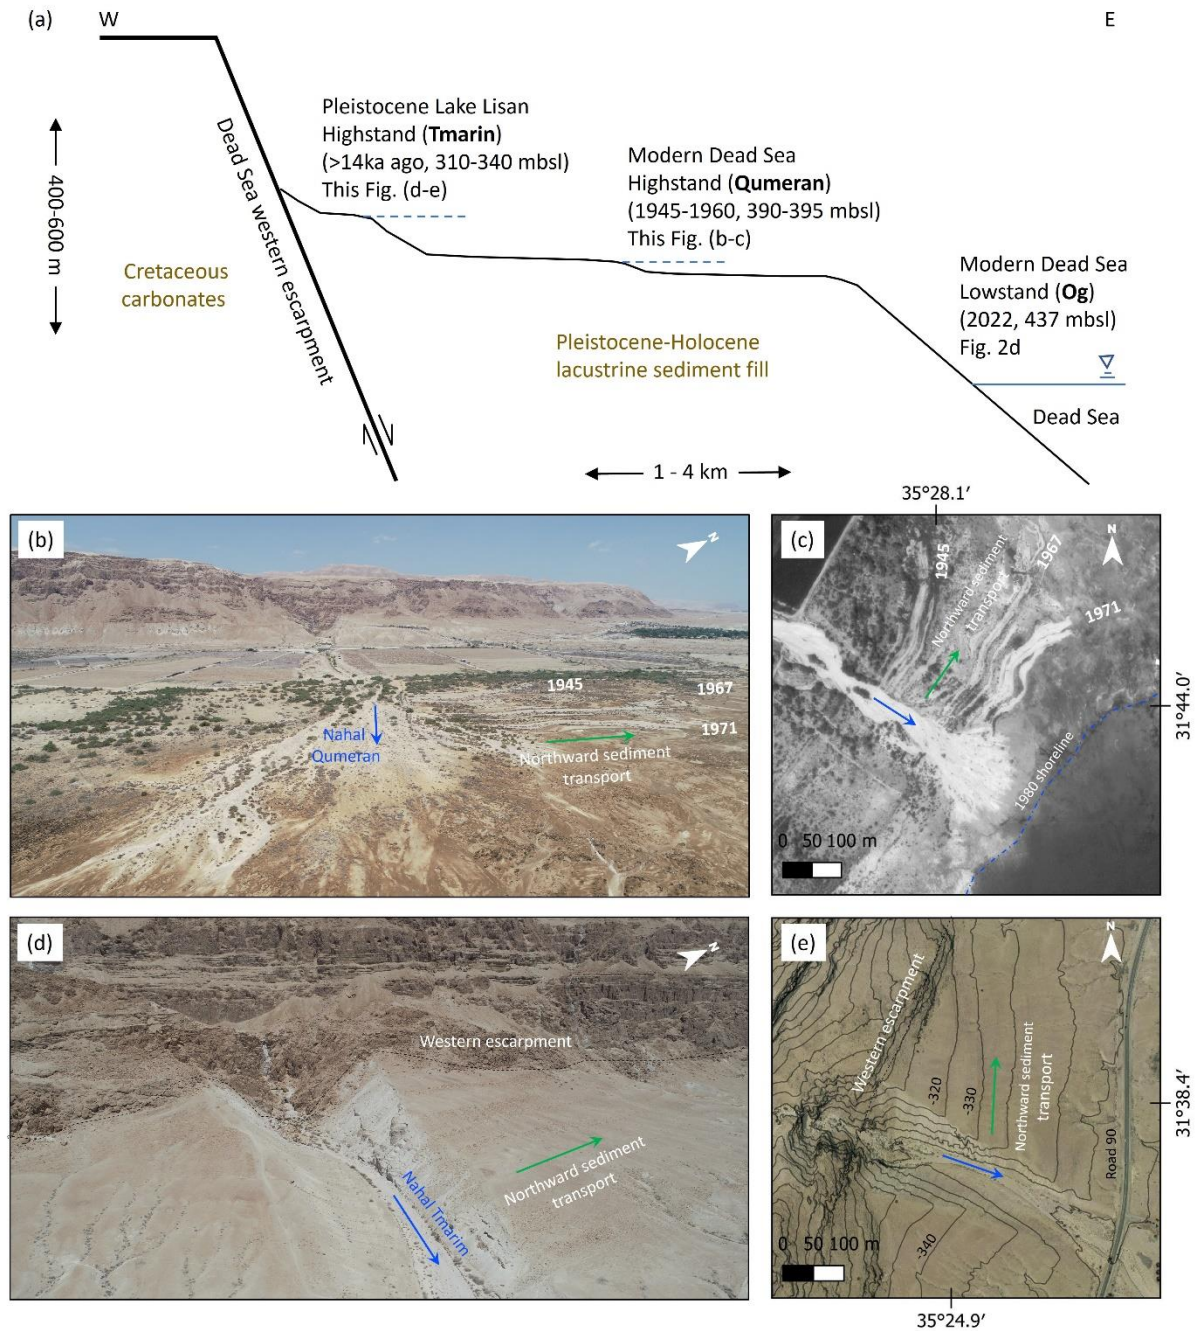 (a)
W
E
Pleistocene Lake Lisan
Highstand (Tmarin)
(>14ka ago, 310-340 mbsl)
This Fig. (d-e)
Modern Dead Sea
Highstand (Qumeran)
(1945-1960, 390-395 mbsl)
This Fig. (b-c)
Modern Dead Sea
Lowstand (Og)
(2022, 437 mbsl)
Fig. 2d
400-600 m
Dead Sea western escarpment
Cretaceous
carbonates
Pleistocene-Holocene
lacustrine sediment fill
Dead Sea
1 - 4 km
35°28.1′
(b)
N
1945
1967
1971
Nahal
Qumeran
Northward sediment
transport
(c)
N
1945
1967
1971
Northward sediment
transport
1980 shoreline
0 50 100 m
31°44.0′
(d)
N
Western escarpment
Northward sediment
transport
Nahal Tmarim
(e)
N
Western escarpment
-320
-330
-340
Northward sediment
transport
Road 90
0 50 100 m
31°38.4′
35°24.9′